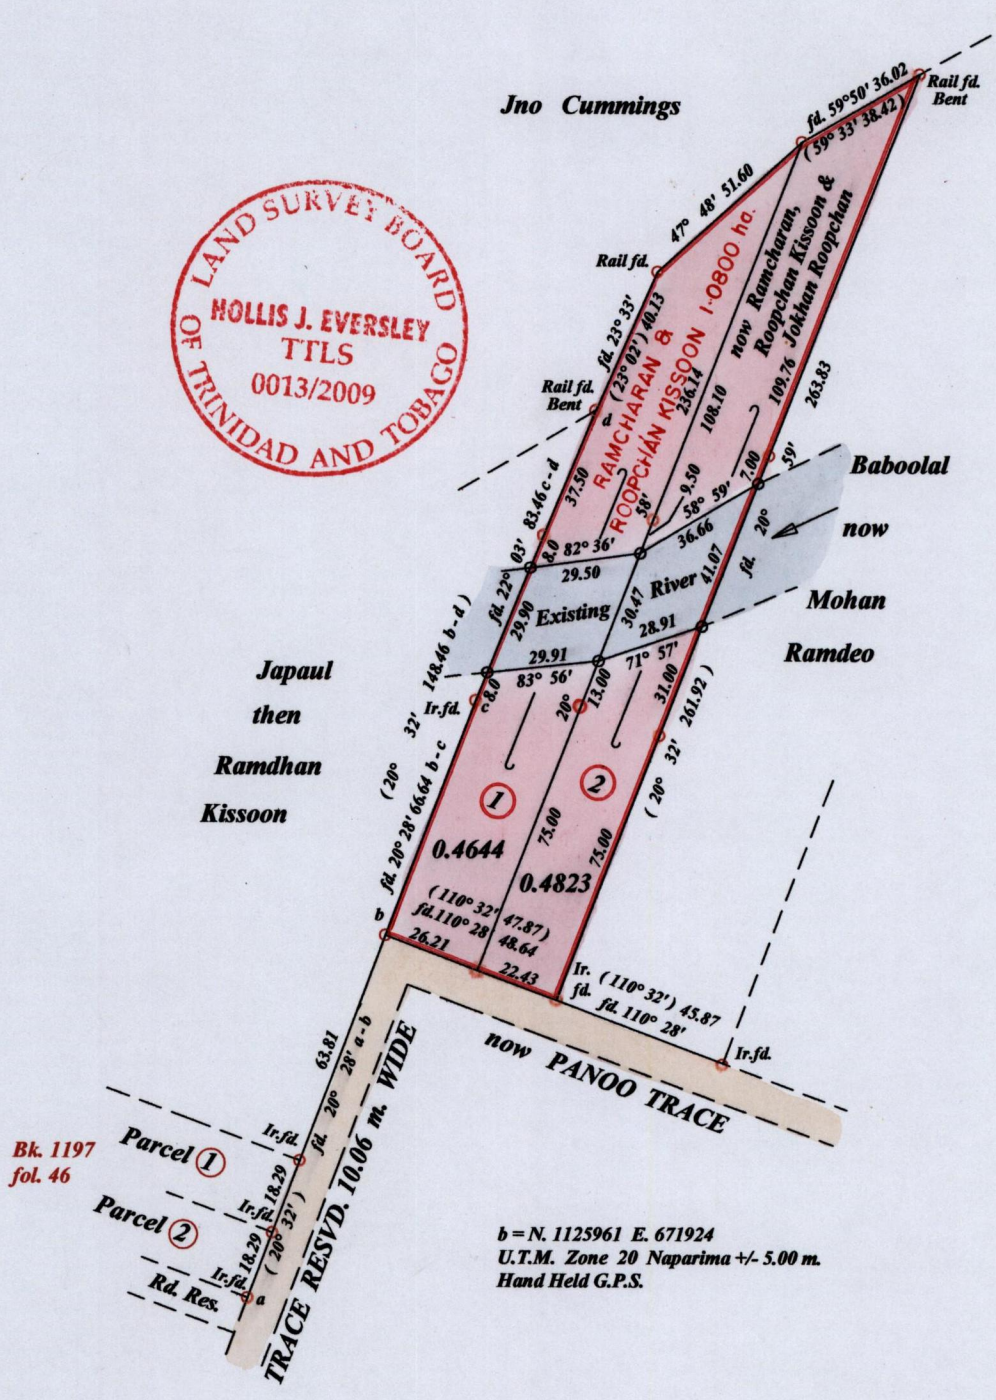 Jno Cummings
fd. 59°50' 36.02
( 59° 33' 38.42 )
Rail fd.
Bent
47° 48' 51.60
Rail fd.
fd. 23° 33'
( 23° 02' ) 40.13
Rail fd.
Bent
d
LAND SURVEY BOARD
HOLLIS J. EVERSLEY
TTLS
0013/2009
OF TRINIDAD AND TOBAGO
RAMCHARAN &
ROOPCHAN KISSOON 1·0800 ha.
now Ramcharan,
Roopchan Kissoon &
Jokhan Roopchan
236.14
108.10
109.76
263.83
83.46 c - d
37.50
58'
9.50
58° 59'
7.00
59'
Baboolal
now
Mohan
Ramdeo
8.0
82° 36'
29.50
36.66
20°
fd.
fd. 22° 03'
29.90
Existing
River
30.47
41.07
28.91
29.91
83° 56'
71° 57'
148.46 b - d )
32'
( 20°
Japaul
then
Ramdhan
Kissoon
Ir.fd.
c
8.0
20°
13.00
31.00
261.92 )
32'
( 20°
fd. 20° 28' 66.64 b - c
1
2
75.00
75.00
0.4644
0.4823
( 110° 32' 47.87 )
fd.110° 28' 48.64
b
26.21
22.43
Ir.
fd.
( 110° 32' ) 45.87
fd. 110° 28'
Ir.fd.
now PANOO TRACE
63.81
fd. 20° 28' a - b
TRACE RESVD. 10.06 m. WIDE
Bk. 1197
fol. 46
Parcel 1
Ir.fd.
18.29
Parcel 2
Ir.fd.
18.29
( 20° 32' )
Rd. Res.
Ir.fd.
a
b = N. 1125961 E. 671924
U.T.M. Zone 20 Naparima +/- 5.00 m.
Hand Held G.P.S.